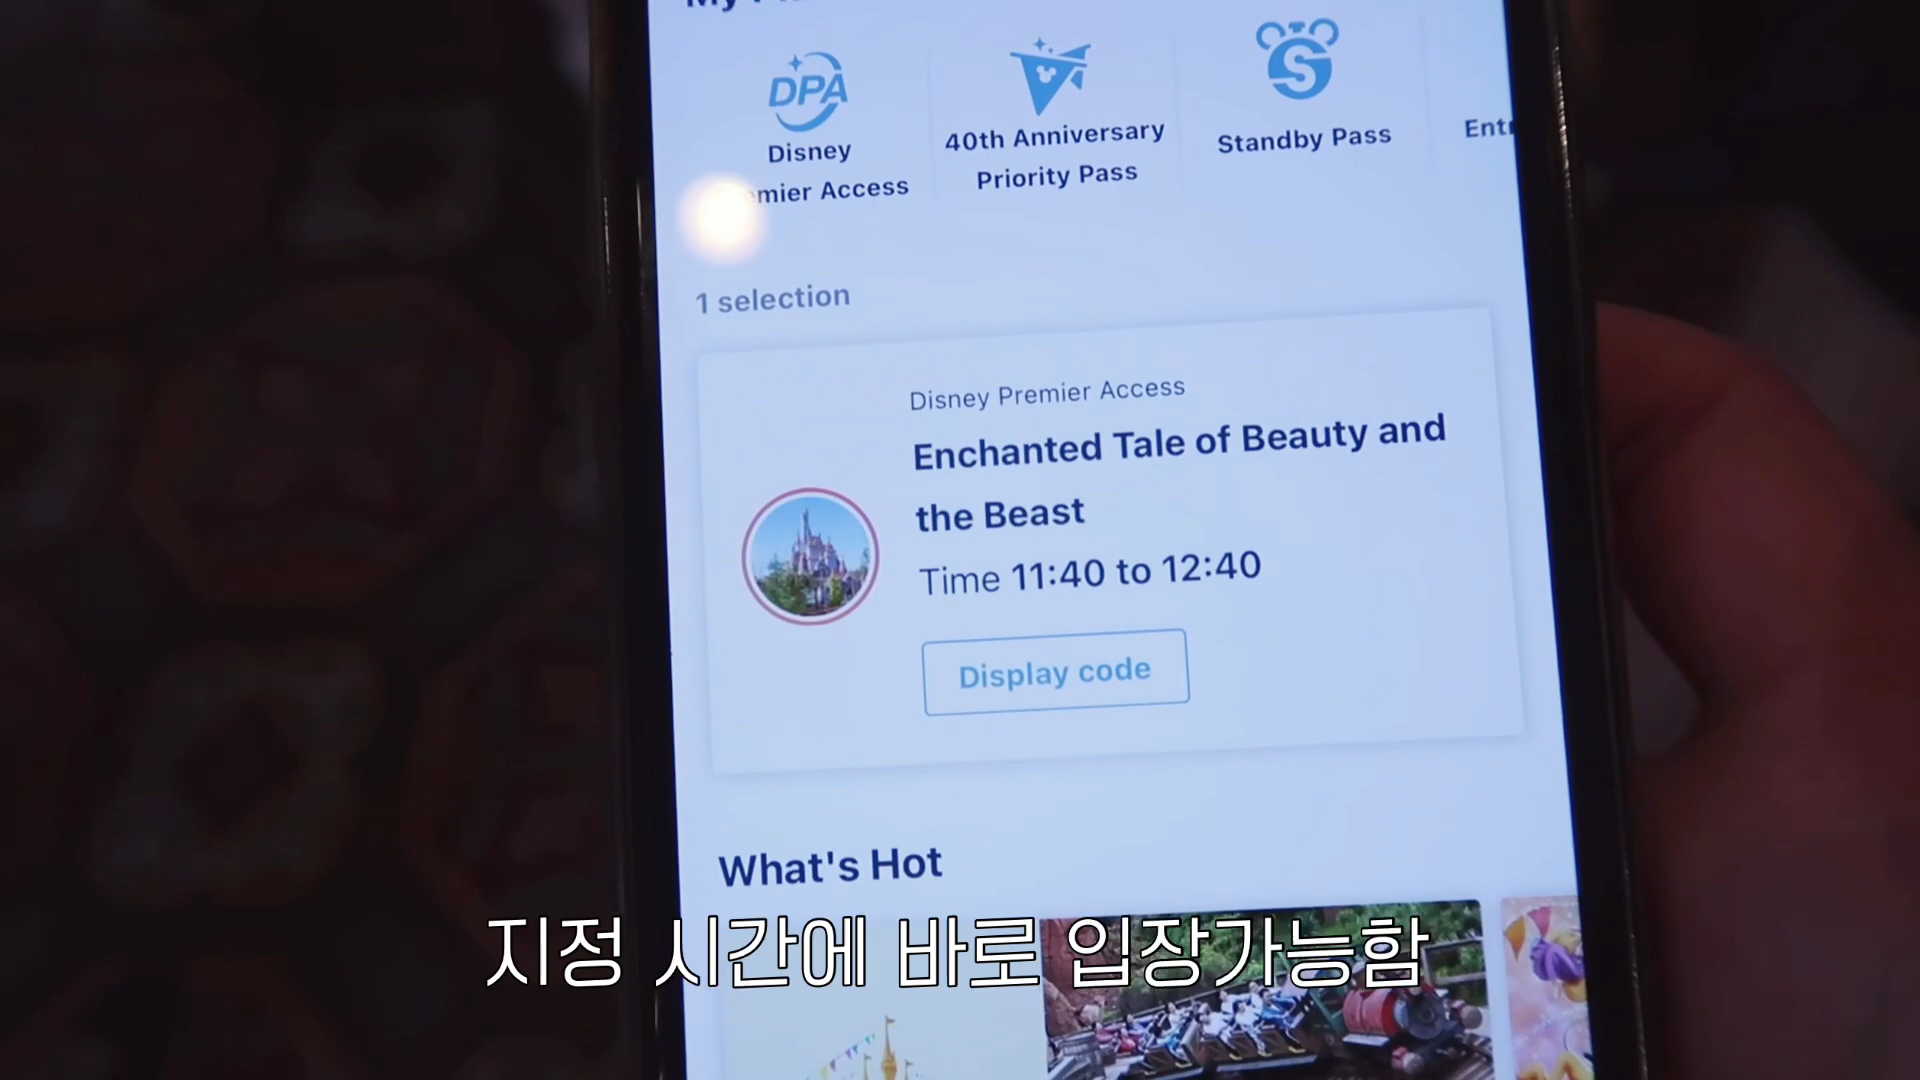 DPA
Disney
mier Access
40th Anniversary
Priority Pass
S
Standby Pass
1 selection
Disney Premier Access
Enchanted Tale of Beauty and
the Beast
Time 11:40 to 12:40
Display code
What's Hot
지정 시간에 바로 입장가능함